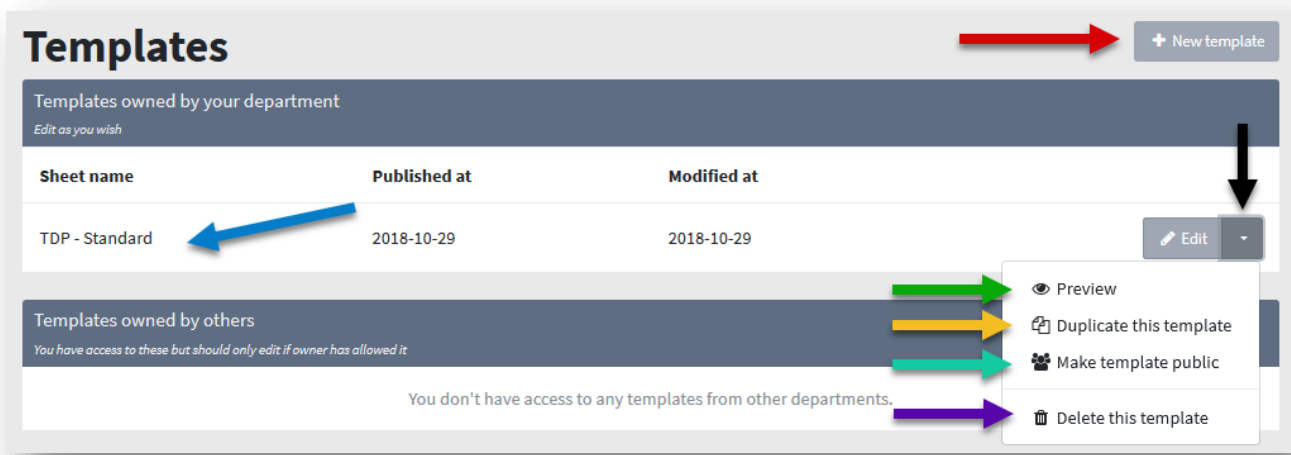 Templates
New template
Templates owned by your department
Edit as you wish
Sheet name Published at Modified at
TDP - Standard 2018-10-29 2018-10-29 Edit
Preview
Duplicate this template
Make template public
Delete this template
Templates owned by others
You have access to these but should only edit if owner has allowed it
You don't have access to any templates from other departments.